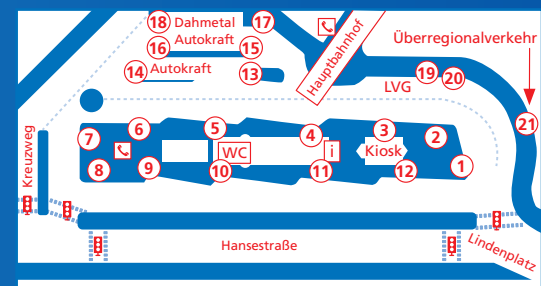 18 Dahmetal 17
16 Autokraft 15
14 Autokraft 13
Hauptbahnhof
Überregionalverkehr
LVG 19 20
21
Kreuzweg
7 6 5 4 3 2
WC i Kiosk
8 9 10 11 12 1
Hansestraße
Lindenplatz